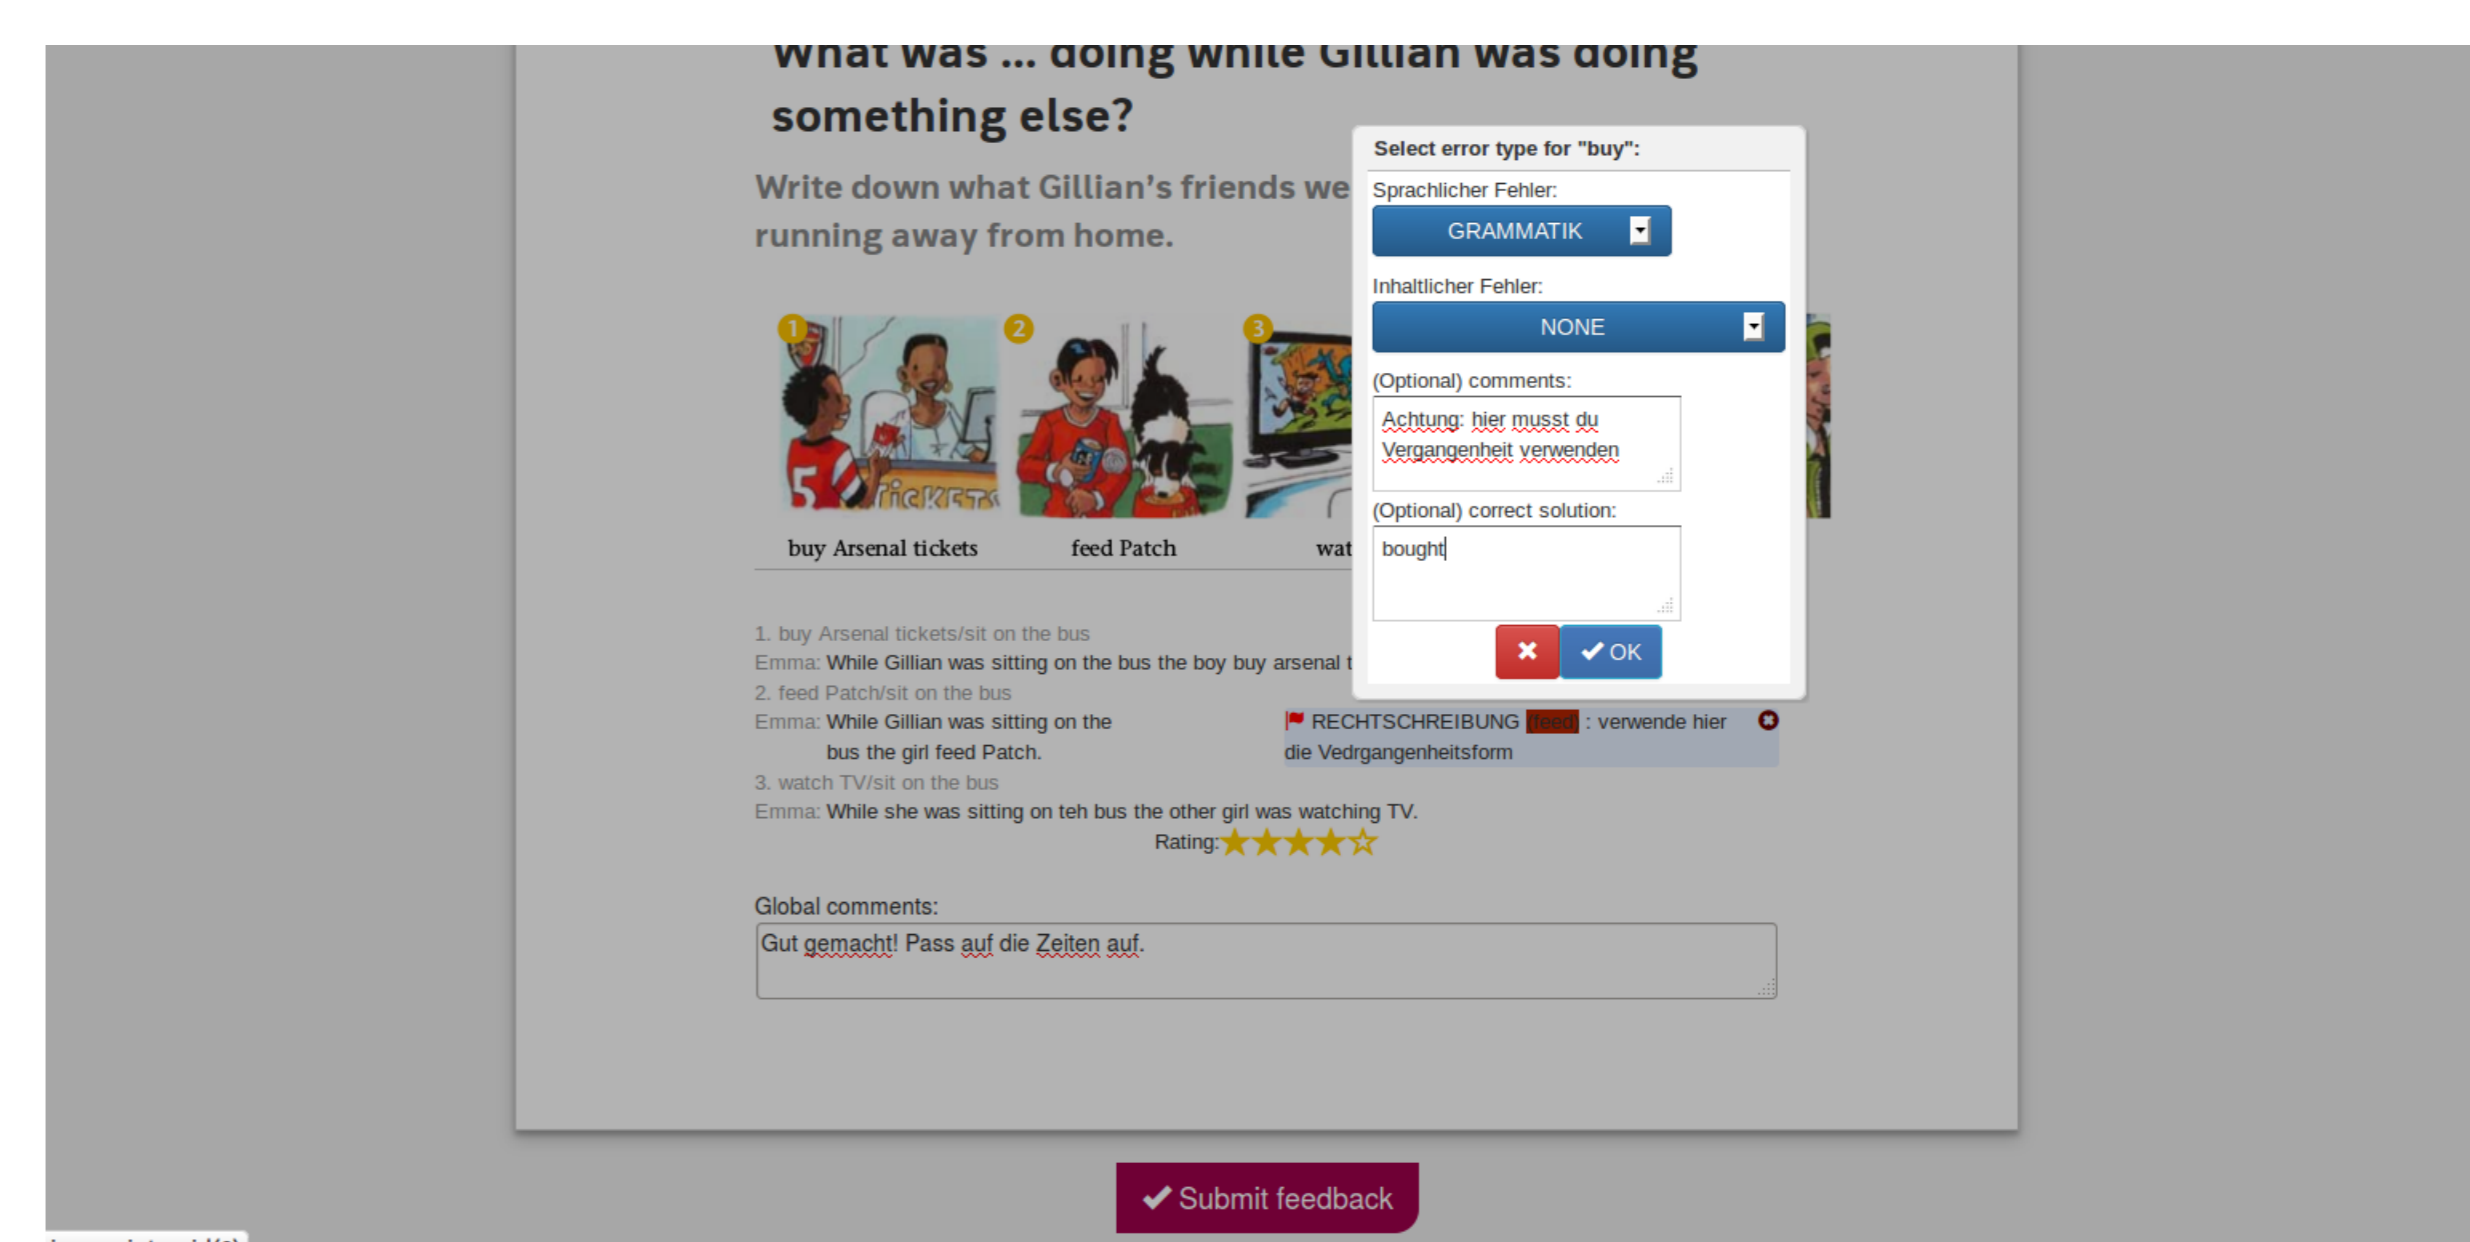 What was ... doing while Gillian was doing
something else?
Write down what Gillian's friends we
running away from home.
1
2
3
TICKETS
5
buy Arsenal tickets
feed Patch
wat
1. buy Arsenal tickets/sit on the bus
Emma: While Gillian was sitting on the bus the boy buy arsenal t
2. feed Patch/sit on the bus
Emma: While Gillian was sitting on the
bus the girl feed Patch.
RECHTSCHREIBUNG (feed) : verwende hier
die Vedrgangenheitsform
3. watch TV/sit on the bus
Emma: While she was sitting on teh bus the other girl was watching TV.
Rating:
Global comments:
Gut gemacht! Pass auf die Zeiten auf.
Submit feedback
Select error type for "buy":
Sprachlicher Fehler:
GRAMMATIK
Inhaltlicher Fehler:
NONE
(Optional) comments:
Achtung: hier musst du
Vergangenheit verwenden
(Optional) correct solution:
bought
OK